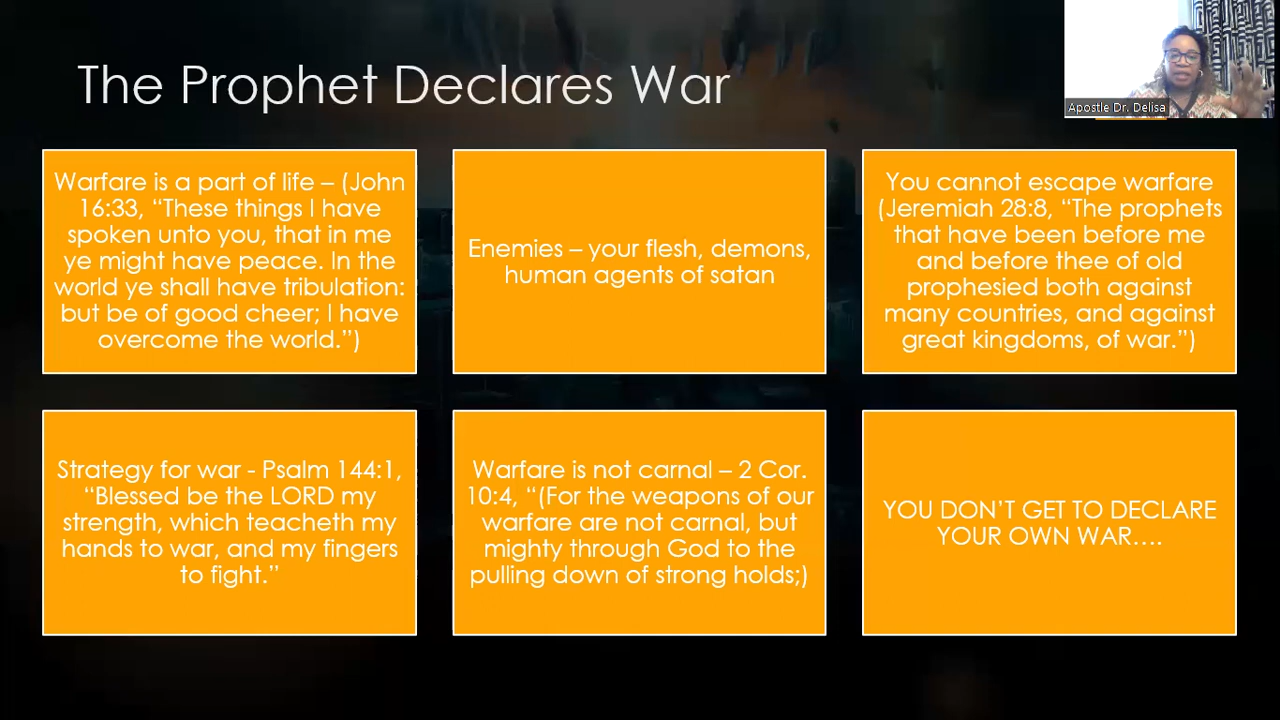 The Prophet Declares War
Apostle Dr. Delisa
Warfare is a part of life – (John
16:33, “These things I have
spoken unto you, that in me
ye might have peace. In the
world ye shall have tribulation:
but be of good cheer; I have
overcome the world.”)
Enemies – your flesh, demons,
human agents of satan
You cannot escape warfare
(Jeremiah 28:8, “The prophets
that have been before me
and before thee of old
prophesied both against
many countries, and against
great kingdoms, of war.”)
Strategy for war - Psalm 144:1,
“Blessed be the LORD my
strength, which teacheth my
hands to war, and my fingers
to fight.”
Warfare is not carnal – 2 Cor.
10:4, “(For the weapons of our
warfare are not carnal, but
mighty through God to the
pulling down of strong holds;)
YOU DON’T GET TO DECLARE
YOUR OWN WAR….